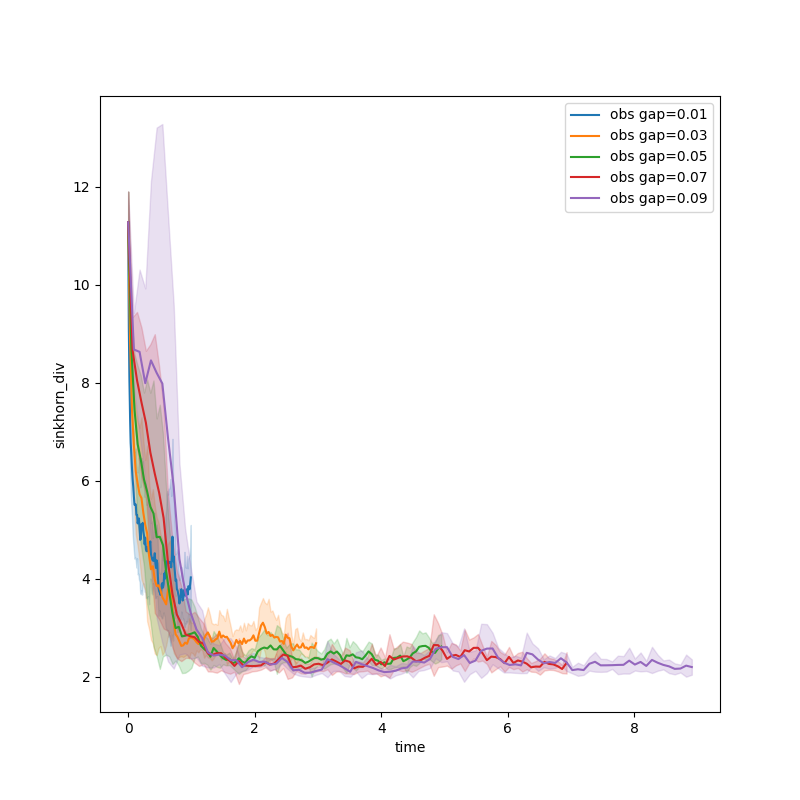 obs gap=0.01
obs gap=0.03
obs gap=0.05
obs gap=0.07
obs gap=0.09
12
10
8
6
4
2
sinkhorn_div
0 2 4 6 8
time